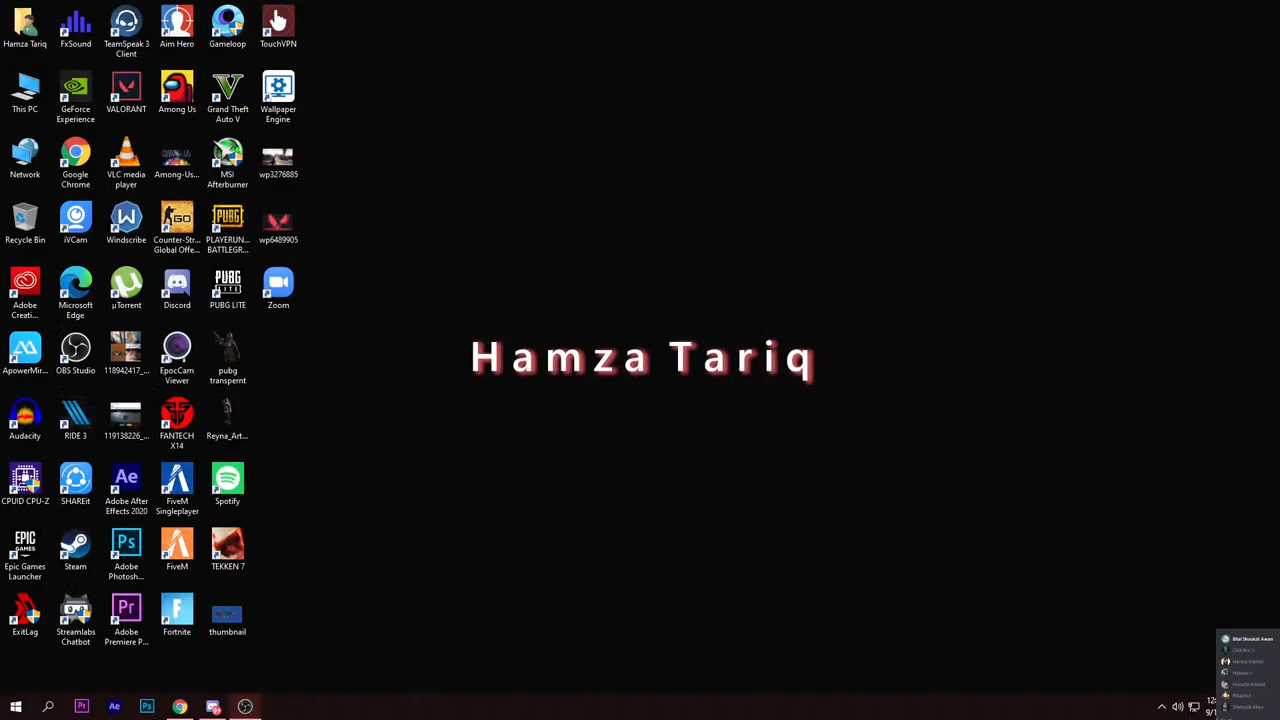 Hamza Tariq
FxSound
TeamSpeak 3
Client
Aim Hero
Gameloop
TouchVPN
This PC
GeForce
Experience
VALORANT
Among Us
Grand Theft
Auto V
Wallpaper
Engine
Network
Google
Chrome
VLC media
player
Among-Us...
MSI
Afterburner
wp3276885
Recycle Bin
iVCam
Windscribe
Counter-Str...
Global Offe...
PLAYERUN...
BATTLEGR...
wp6489905
Adobe
Creati...
Microsoft
Edge
µTorrent
Discord
PUBG LITE
Zoom
ApowerMir...
OBS Studio
118942417_...
EpocCam
Viewer
pubg
transpernt
Hamza Tariq
Audacity
RIDE 3
119138226_...
FANTECH
X14
Reyna_Art...
CPUID CPU-Z
SHAREit
Adobe After
Effects 2020
FiveM
Singleplayer
Spotify
Epic Games
Launcher
Steam
Adobe
Photosh...
FiveM
TEKKEN 7
ExitLag
Streamlabs
Chatbot
Adobe
Premiere P...
Fortnite
thumbnail
Bilal Shoukat Awan